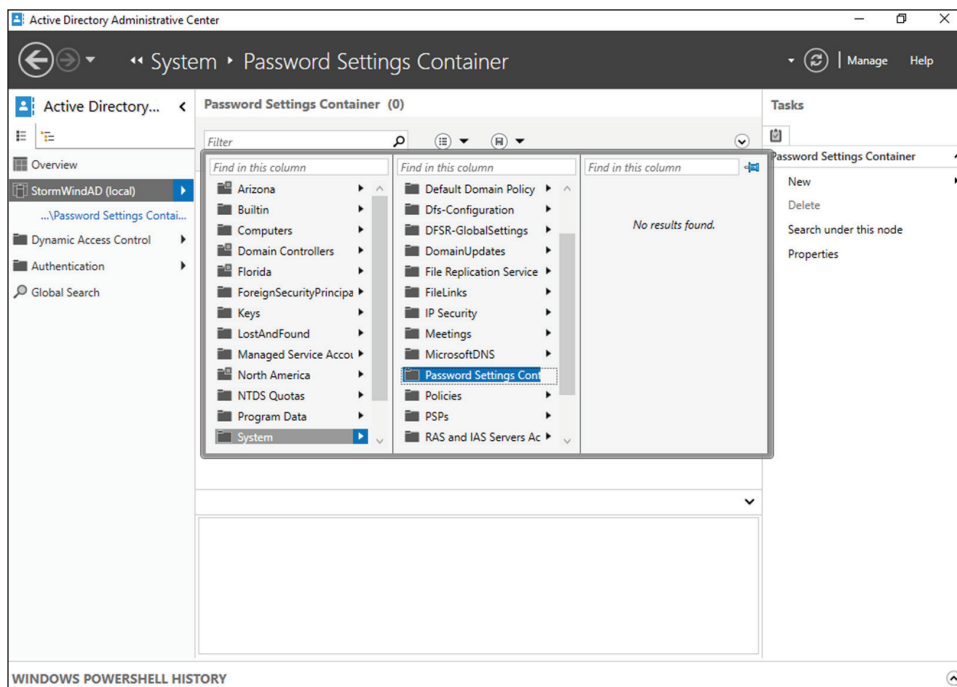 Active Directory Administrative Center
System Password Settings Container
Manage Help
Active Directory...
Overview
StormWindAD (local)
...\Password Settings Contai...
Dynamic Access Control
Authentication
Global Search
Password Settings Container (0)
Filter
Find in this column
Arizona
Builtin
Computers
Domain Controllers
Florida
ForeignSecurityPrincipa
Keys
LostAndFound
Managed Service Accou
North America
NTDS Quotas
Program Data
System
Find in this column
Default Domain Policy
Dfs-Configuration
DFSR-GlobalSettings
DomainUpdates
File Replication Service
FileLinks
IP Security
Meetings
MicrosoftDNS
Password Settings Cont
Policies
PSPs
RAS and IAS Servers Ac
Find in this column
No results found.
Tasks
Password Settings Container
New
Delete
Search under this node
Properties
WINDOWS POWERSHELL HISTORY